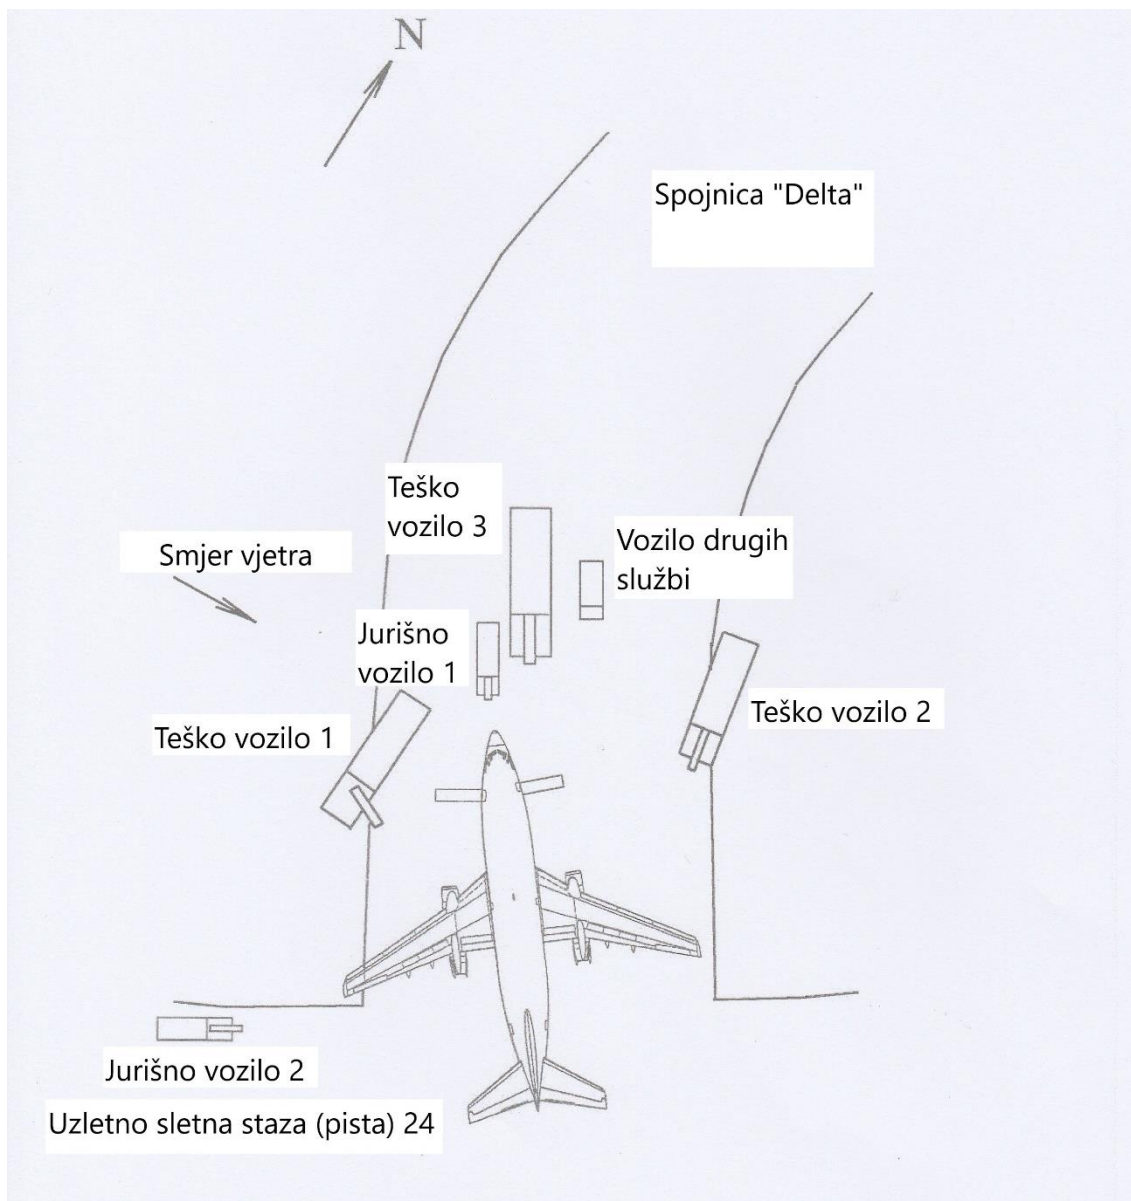 N
Spojnica "Delta"
Teško
vozilo 3
Vozilo drugih
službi
Smjer vjetra
Jurišno
vozilo 1
Teško vozilo 1
Teško vozilo 2
Jurišno vozilo 2
Uzletno sletna staza (pista) 24